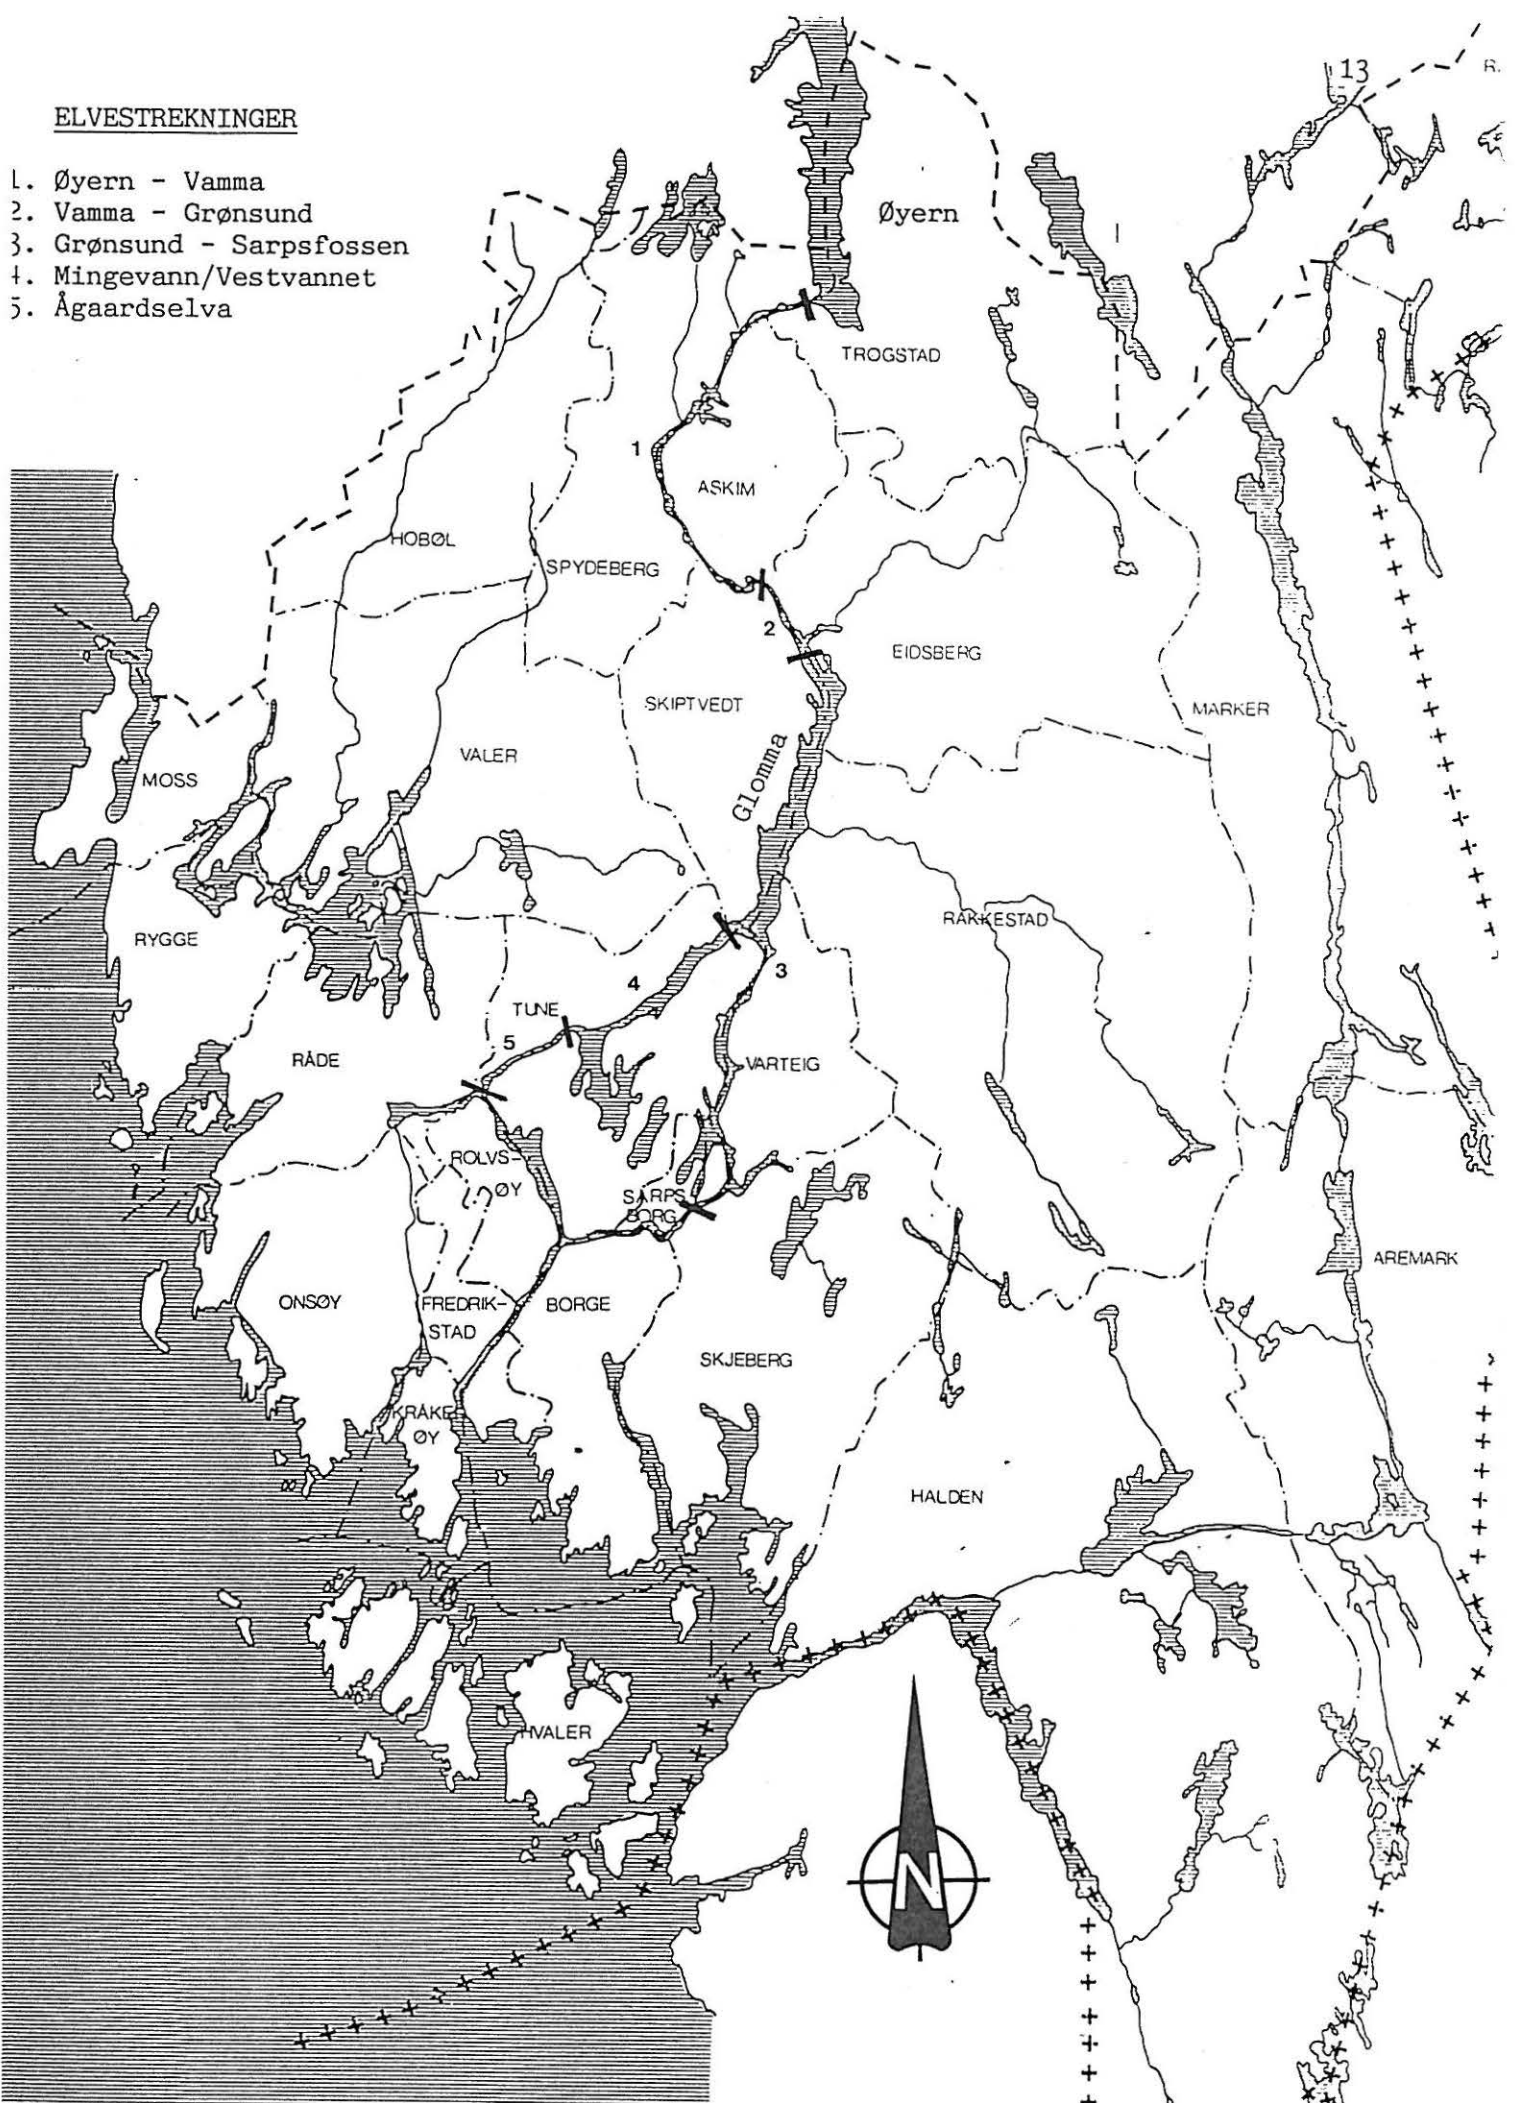 ELVESTREKNINGER
1. Øyern - Vamma
2. Vamma - Grønsund
3. Grønsund - Sarpsfossen
4. Mingevann/Vestvannet
5. Ågaardselva
13
R.
Øyern
TROGSTAD
1
ASKIM
HOBØL
SPYDEBERG
2
EIDSBERG
SKIPTVEDT
MARKER
VALER
MOSS
Glomma
RAKKESTAD
RYGGE
3
4
TUNE
5
RÅDE
VARTEIG
ROLVS-
ØY
SARPS
BORG
AREMARK
ONSØY
FREDRIK-
STAD
BORGE
SKJEBERG
KRÅKE
ØY
HALDEN
HVALER
N